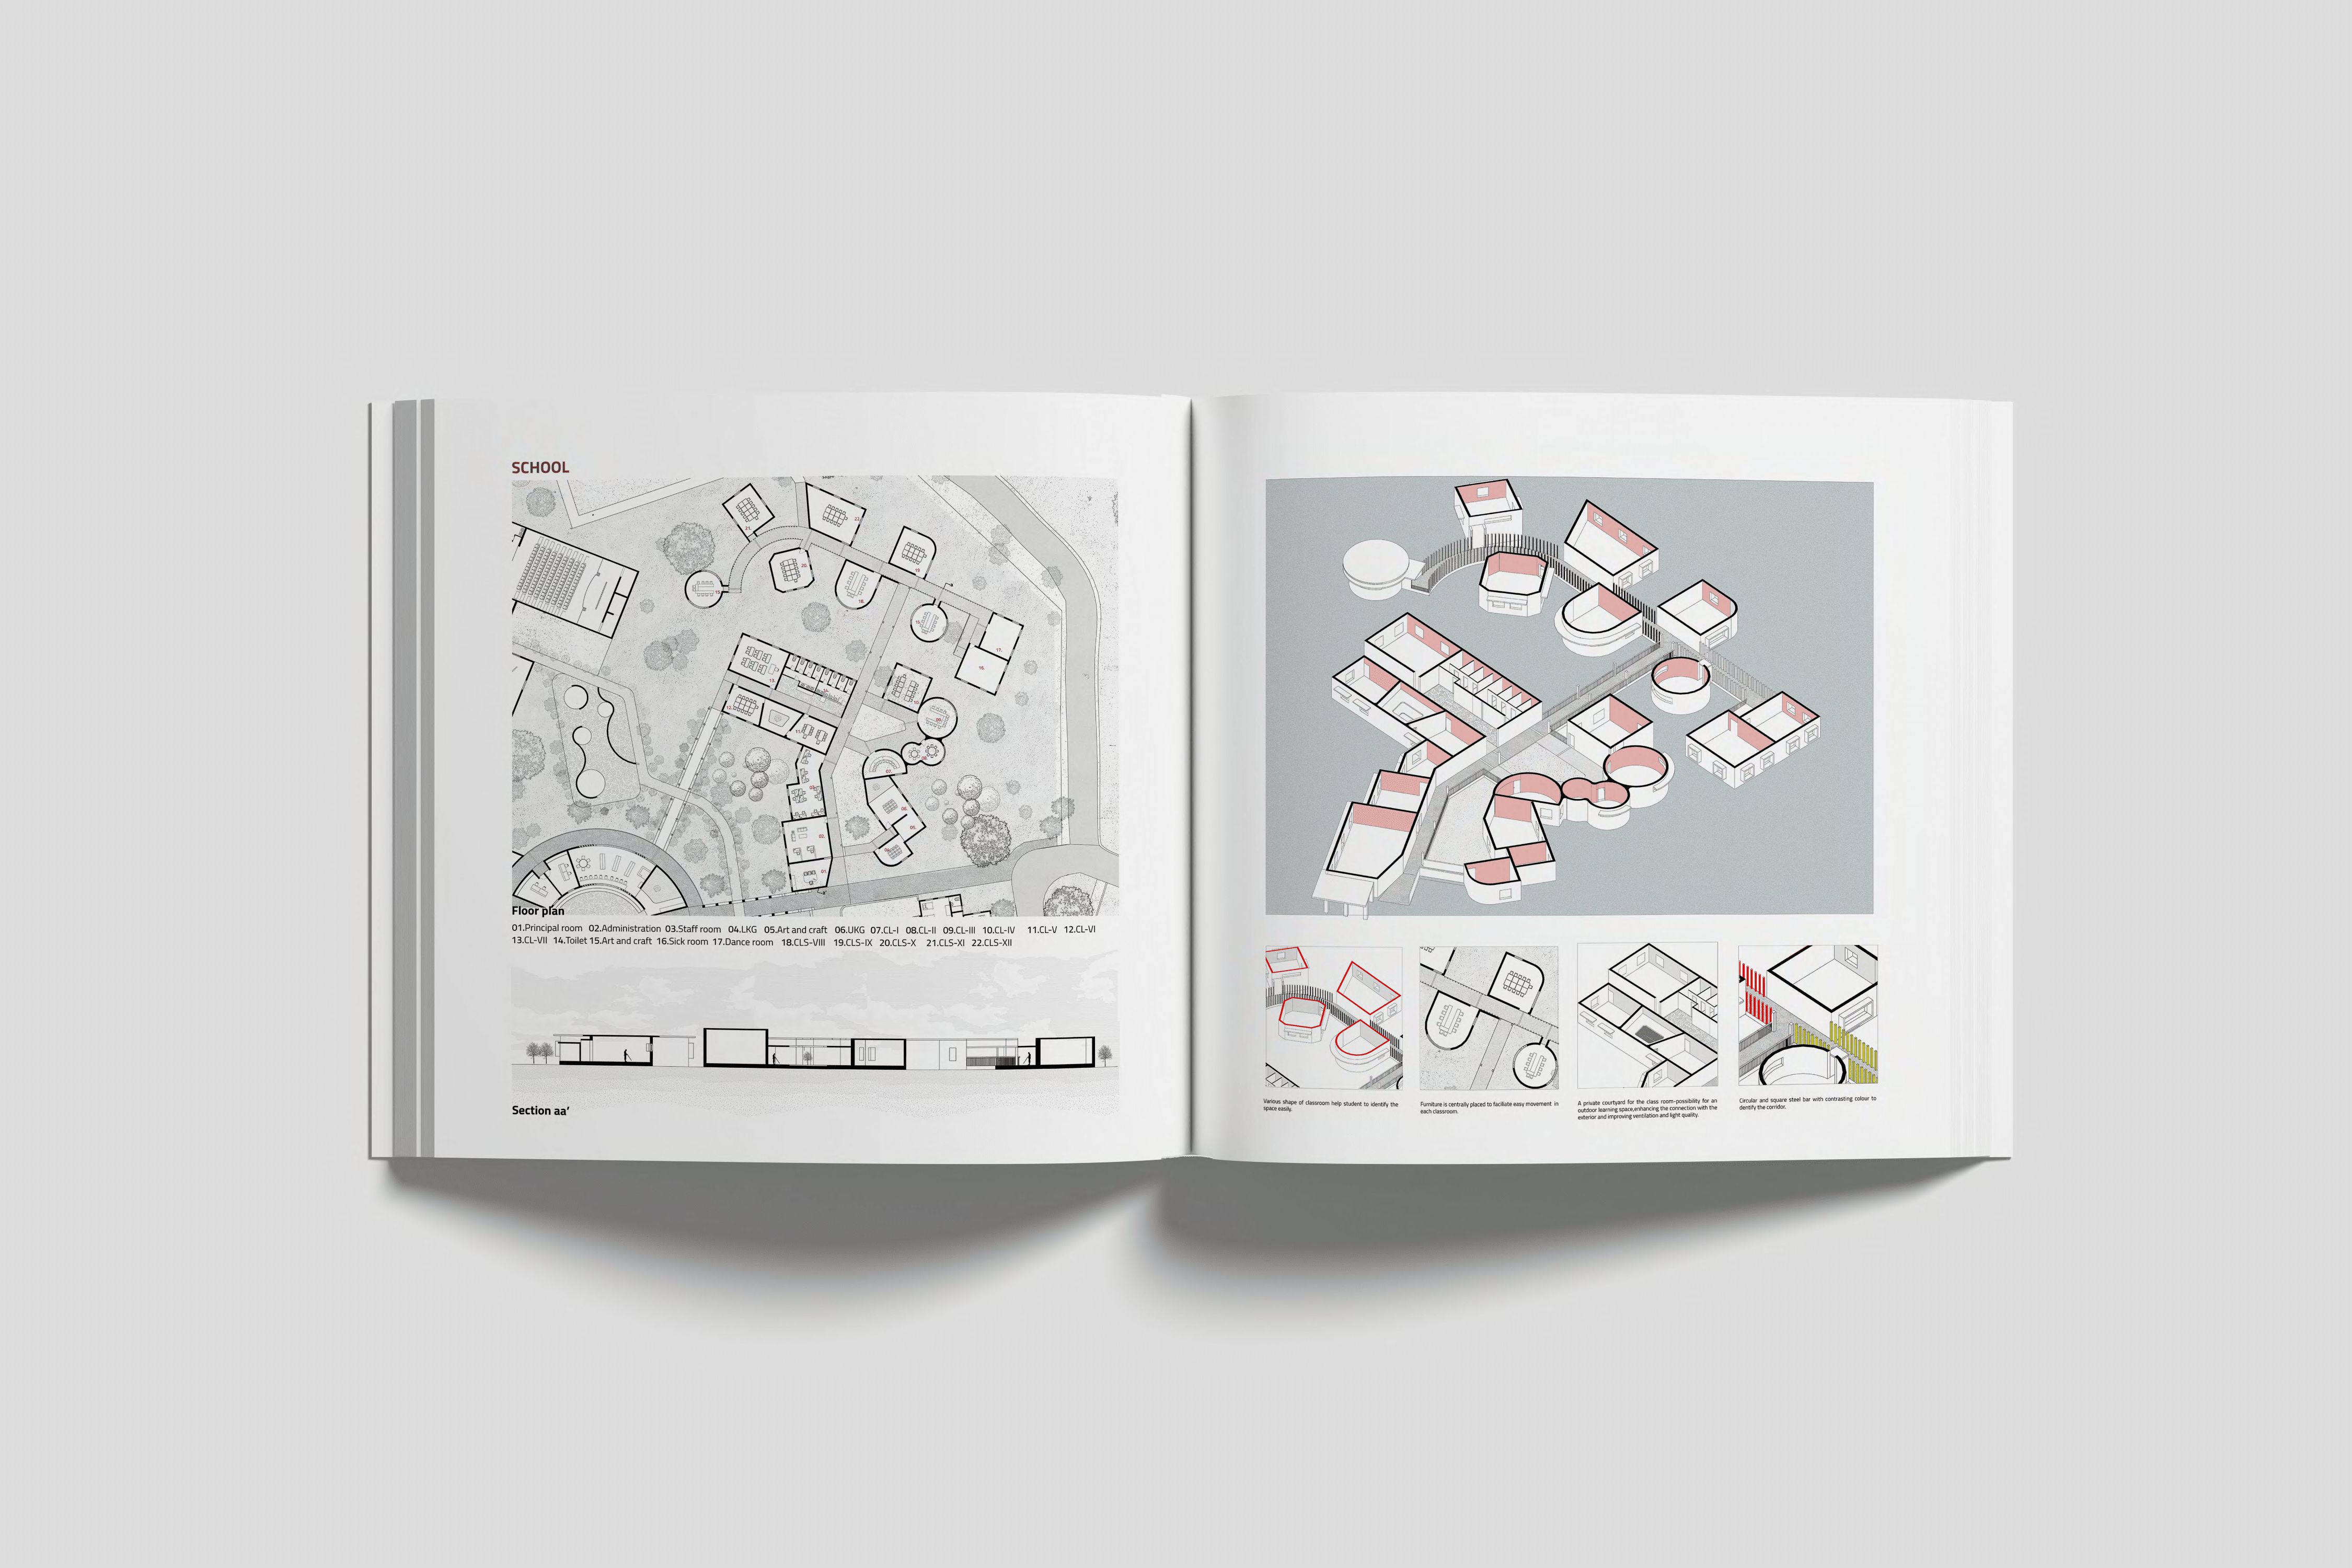 SCHOOL
Floor plan
01.Principal room 02.Administration 03.Staff room 04.LKG 05.Art and craft 06.UKG 07.CL-I 08.CL-II 09.CL-III 10.CL-IV 11.CL-V 12.CL-VI
13.CL-VII 14.Toilet 15.Art and craft 16.Sick room 17.Dance room 18.CLS-VIII 19.CLS-IX 20.CLS-X 21.CLS-XI 22.CLS-XII
Section aa'
Various shape of classroom help student to identify the
space easily.
Furniture is centrally placed to faciliate easy movement in
each classroom.
A private courtyard for the class room-possibility for an
outdoor learning space,enhancing the connection with the
exterior and improving ventilation and light quality.
Circular and square steel bar with contrasting colour to
dentify the corridor.